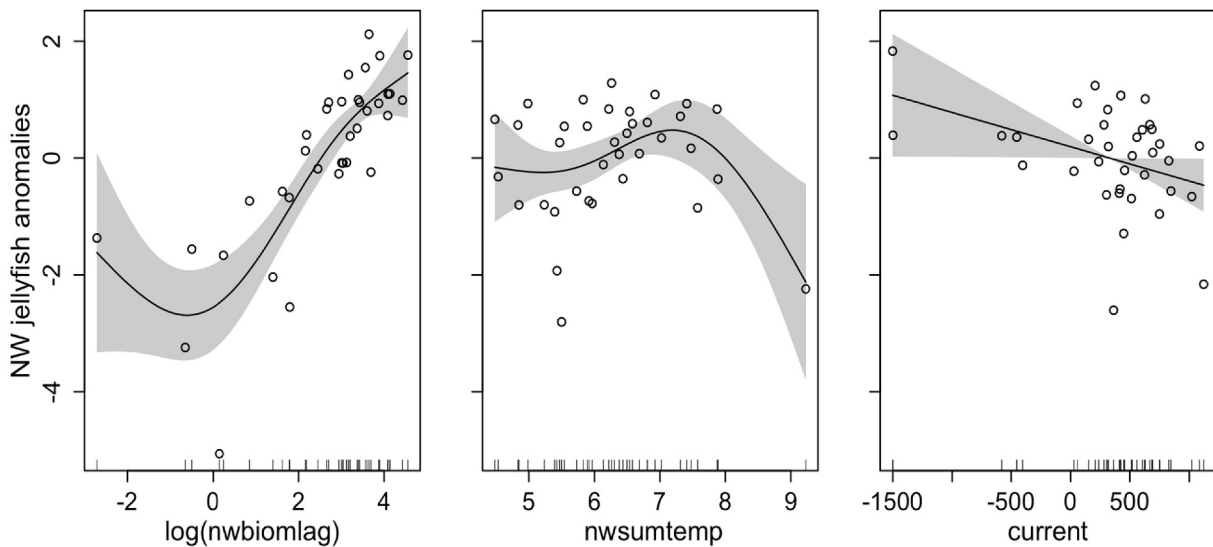 NW jellyfish anomalies
2
0
-2
-4
-2 0 2 4
log(nwbiomlag)
5 6 7 8 9
nwsumtemp
-1500 -500 0 500
current